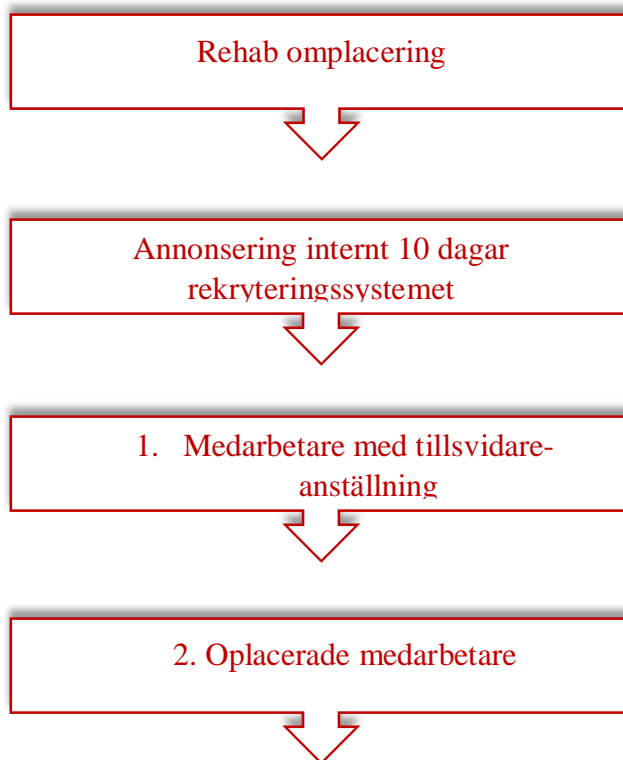 Rehab omplacering
Annonsering internt 10 dagar
rekryteringssystemet
1. Medarbetare med tillsvidare-
anställning
2. Oplacerade medarbetare